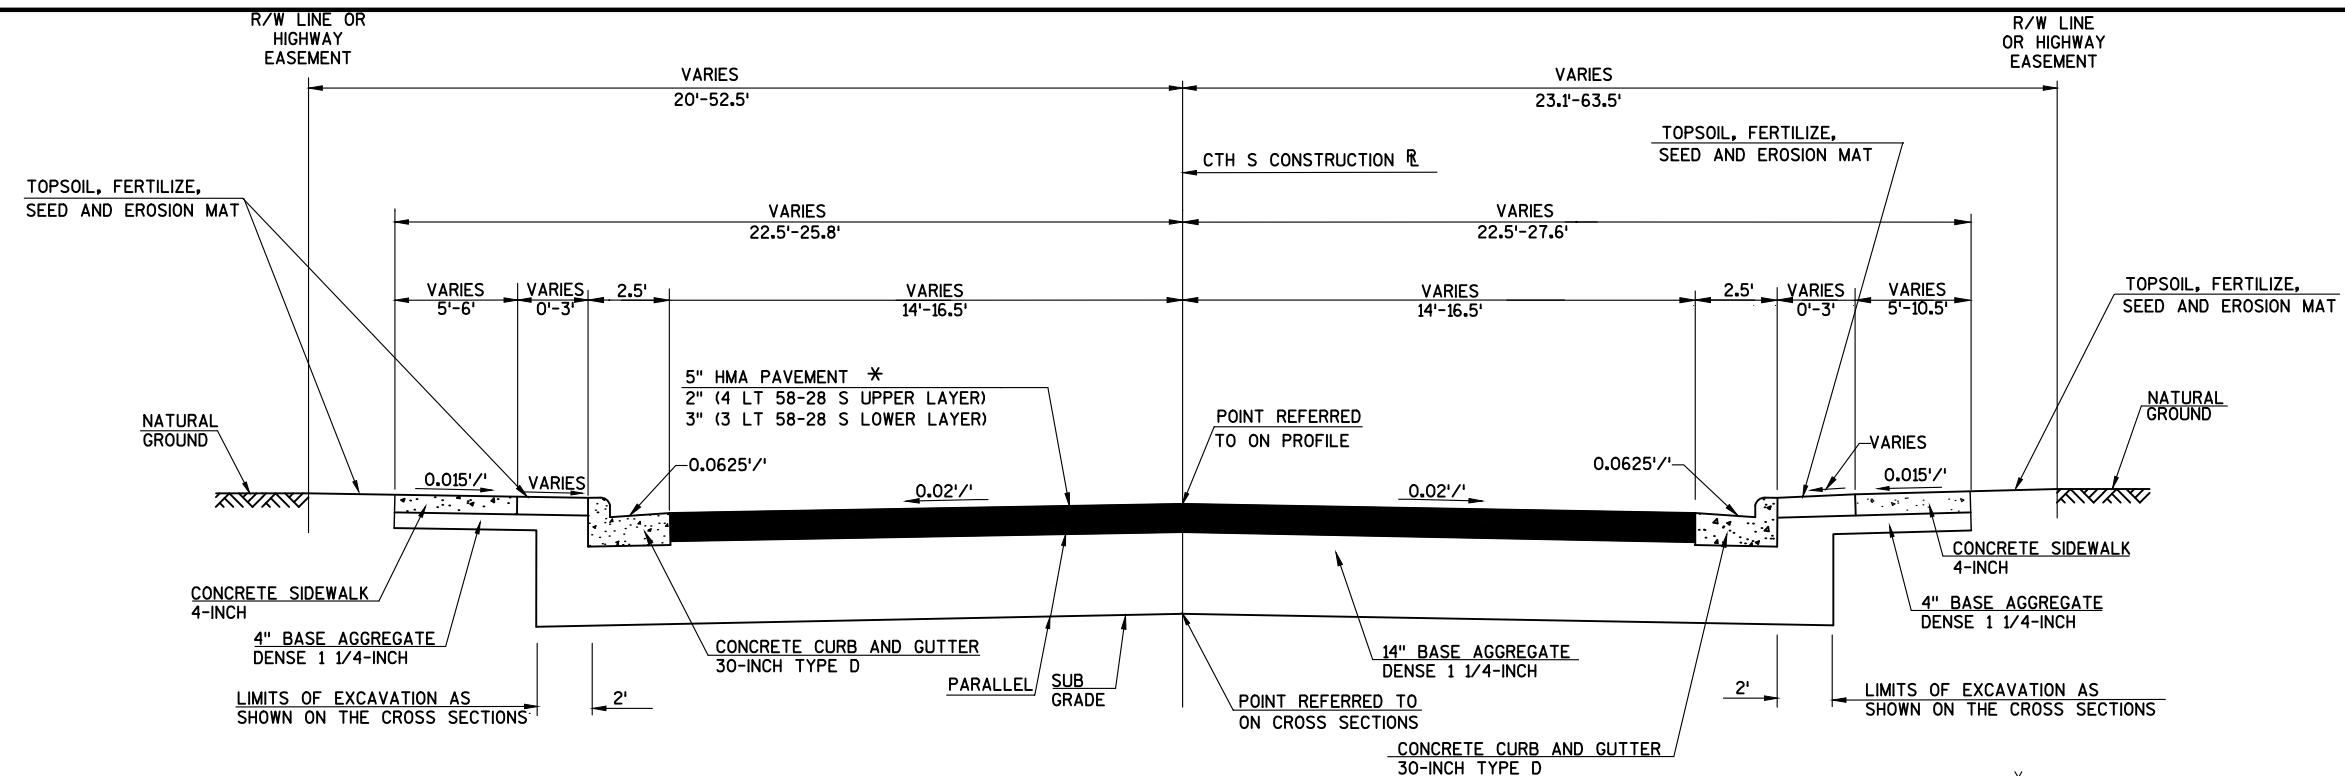 R/W LINE OR
HIGHWAY
EASEMENT
R/W LINE
OR HIGHWAY
EASEMENT
VARIES
20'-52.5'
VARIES
23.1'-63.5'
TOPSOIL, FERTILIZE,
SEED AND EROSION MAT
CTH S CONSTRUCTION R/L
TOPSOIL, FERTILIZE,
SEED AND EROSION MAT
VARIES
22.5'-25.8'
VARIES
22.5'-27.6'
VARIES
5'-6'
VARIES
0'-3'
2.5'
VARIES
14'-16.5'
VARIES
14'-16.5'
2.5'
VARIES
0'-3'
VARIES
5'-10.5'
TOPSOIL, FERTILIZE,
SEED AND EROSION MAT
5" HMA PAVEMENT *
2" (4 LT 58-28 S UPPER LAYER)
3" (3 LT 58-28 S LOWER LAYER)
NATURAL
GROUND
POINT REFERRED
TO ON PROFILE
NATURAL
GROUND
0.015'/'
VARIES
0.0625'/'
0.02'/'
0.02'/'
0.0625'/'
VARIES
0.015'/'
CONCRETE SIDEWALK
4-INCH
4" BASE AGGREGATE
DENSE 1 1/4-INCH
CONCRETE CURB AND GUTTER
30-INCH TYPE D
PARALLEL
SUB
GRADE
14" BASE AGGREGATE
DENSE 1 1/4-INCH
CONCRETE SIDEWALK
4-INCH
4" BASE AGGREGATE
DENSE 1 1/4-INCH
LIMITS OF EXCAVATION AS
SHOWN ON THE CROSS SECTIONS
2'
POINT REFERRED TO
ON CROSS SECTIONS
2'
LIMITS OF EXCAVATION AS
SHOWN ON THE CROSS SECTIONS
CONCRETE CURB AND GUTTER
30-INCH TYPE D